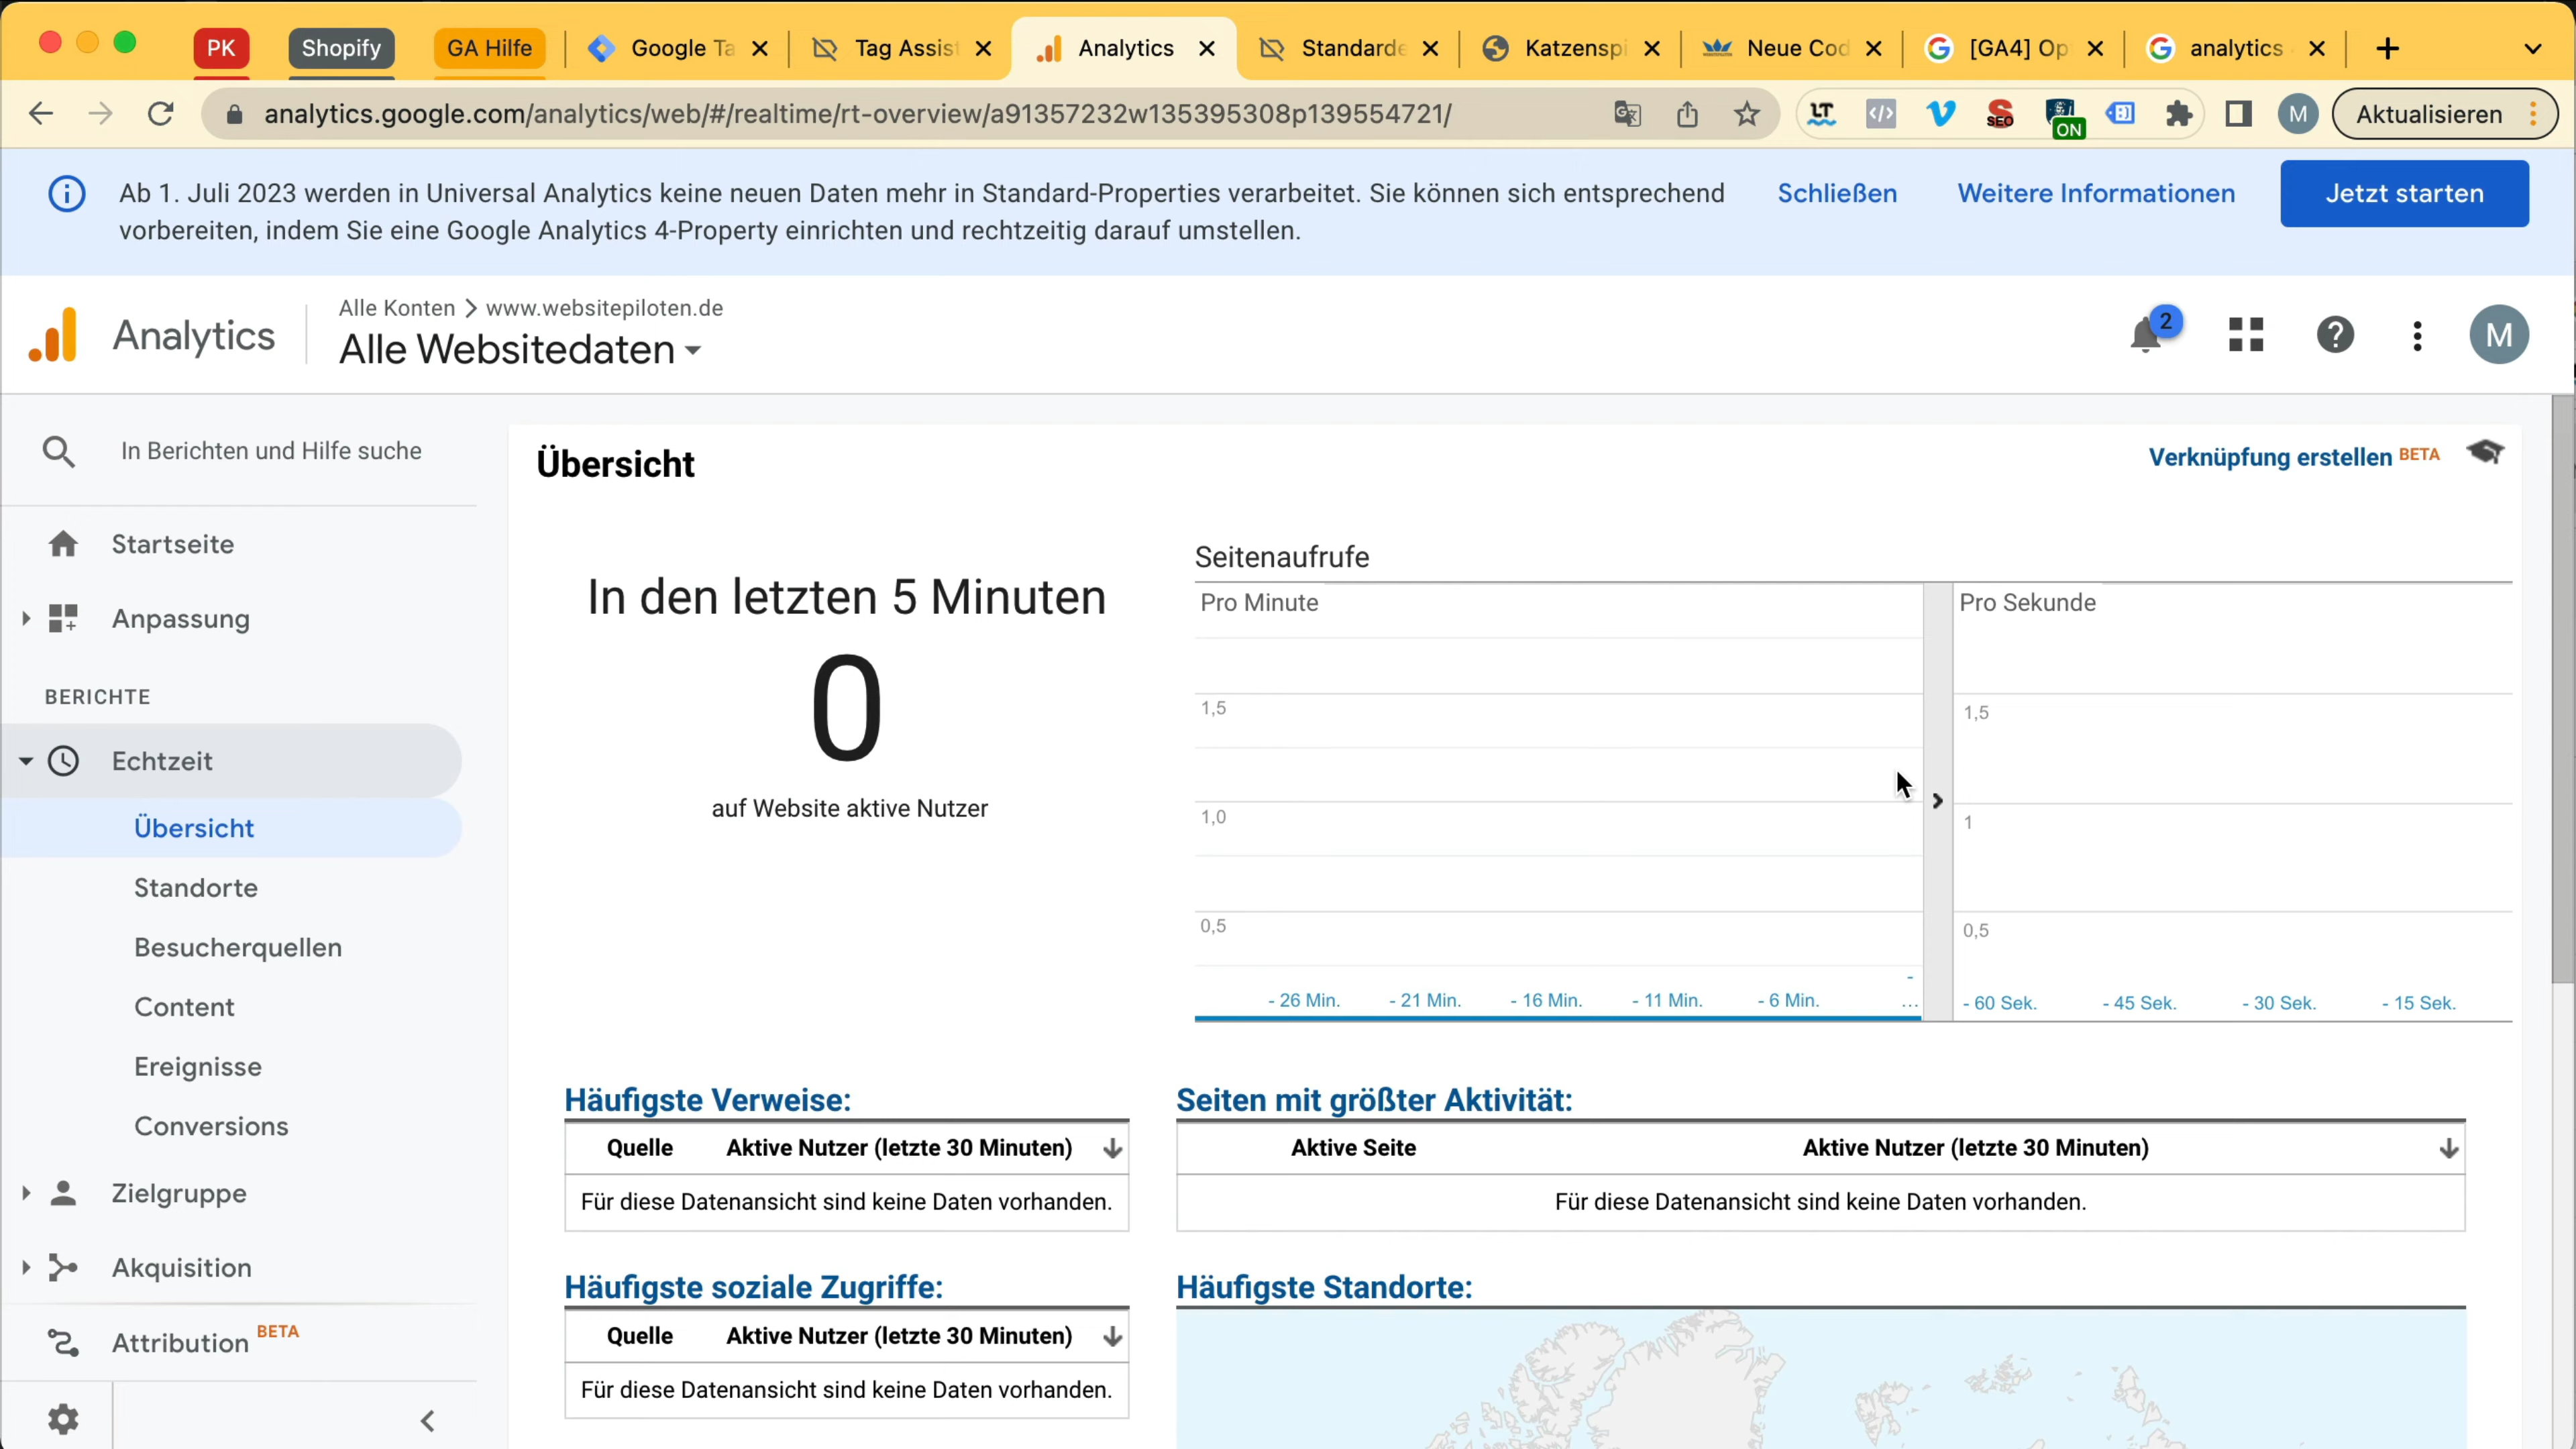 PK
Shopify
GA Hilfe
Google Ta
Tag Assist
Analytics
Standarde
Katzenspi
Neue Cod
[GA4] Op
analytics
analytics.google.com/analytics/web/#/realtime/rt-overview/a91357232w135395308p139554721/
LT
SEO
ON
M
Aktualisieren
Ab 1. Juli 2023 werden in Universal Analytics keine neuen Daten mehr in Standard-Properties verarbeitet. Sie können sich entsprechend
vorbereiten, indem Sie eine Google Analytics 4-Property einrichten und rechtzeitig darauf umstellen.
Schließen
Weitere Informationen
Jetzt starten
Analytics
Alle Konten > www.websitepiloten.de
Alle Websitedaten
2
M
In Berichten und Hilfe suche
Startseite
Anpassung
BERICHTE
Echtzeit
Übersicht
Standorte
Besucherquellen
Content
Ereignisse
Conversions
Zielgruppe
Akquisition
Attribution BETA
Übersicht
Verknüpfung erstellen BETA
In den letzten 5 Minuten
0
auf Website aktive Nutzer
Seitenaufrufe
Pro Minute
1,5
1,0
0,5
- 26 Min.
- 21 Min.
- 16 Min.
- 11 Min.
- 6 Min.
-
...
Pro Sekunde
1,5
1
0,5
- 60 Sek.
- 45 Sek.
- 30 Sek.
- 15 Sek.
Häufigste Verweise:
Quelle Aktive Nutzer (letzte 30 Minuten)
Für diese Datenansicht sind keine Daten vorhanden.
Seiten mit größter Aktivität:
Aktive Seite Aktive Nutzer (letzte 30 Minuten)
Für diese Datenansicht sind keine Daten vorhanden.
Häufigste soziale Zugriffe:
Quelle Aktive Nutzer (letzte 30 Minuten)
Für diese Datenansicht sind keine Daten vorhanden.
Häufigste Standorte: